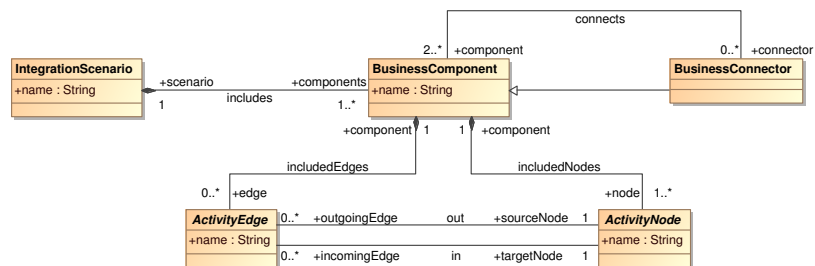 connects
2..* +component
0..* +connector
IntegrationScenario
+name : String
+scenario
1
includes
+components
1..*
BusinessComponent
+name : String
BusinessConnector
+component 1
1 +component
includedEdges
includedNodes
0..* +edge
+node 1..*
ActivityEdge
+name : String
0..* +outgoingEdge out +sourceNode 1
0..* +incomingEdge in +targetNode 1
ActivityNode
+name : String